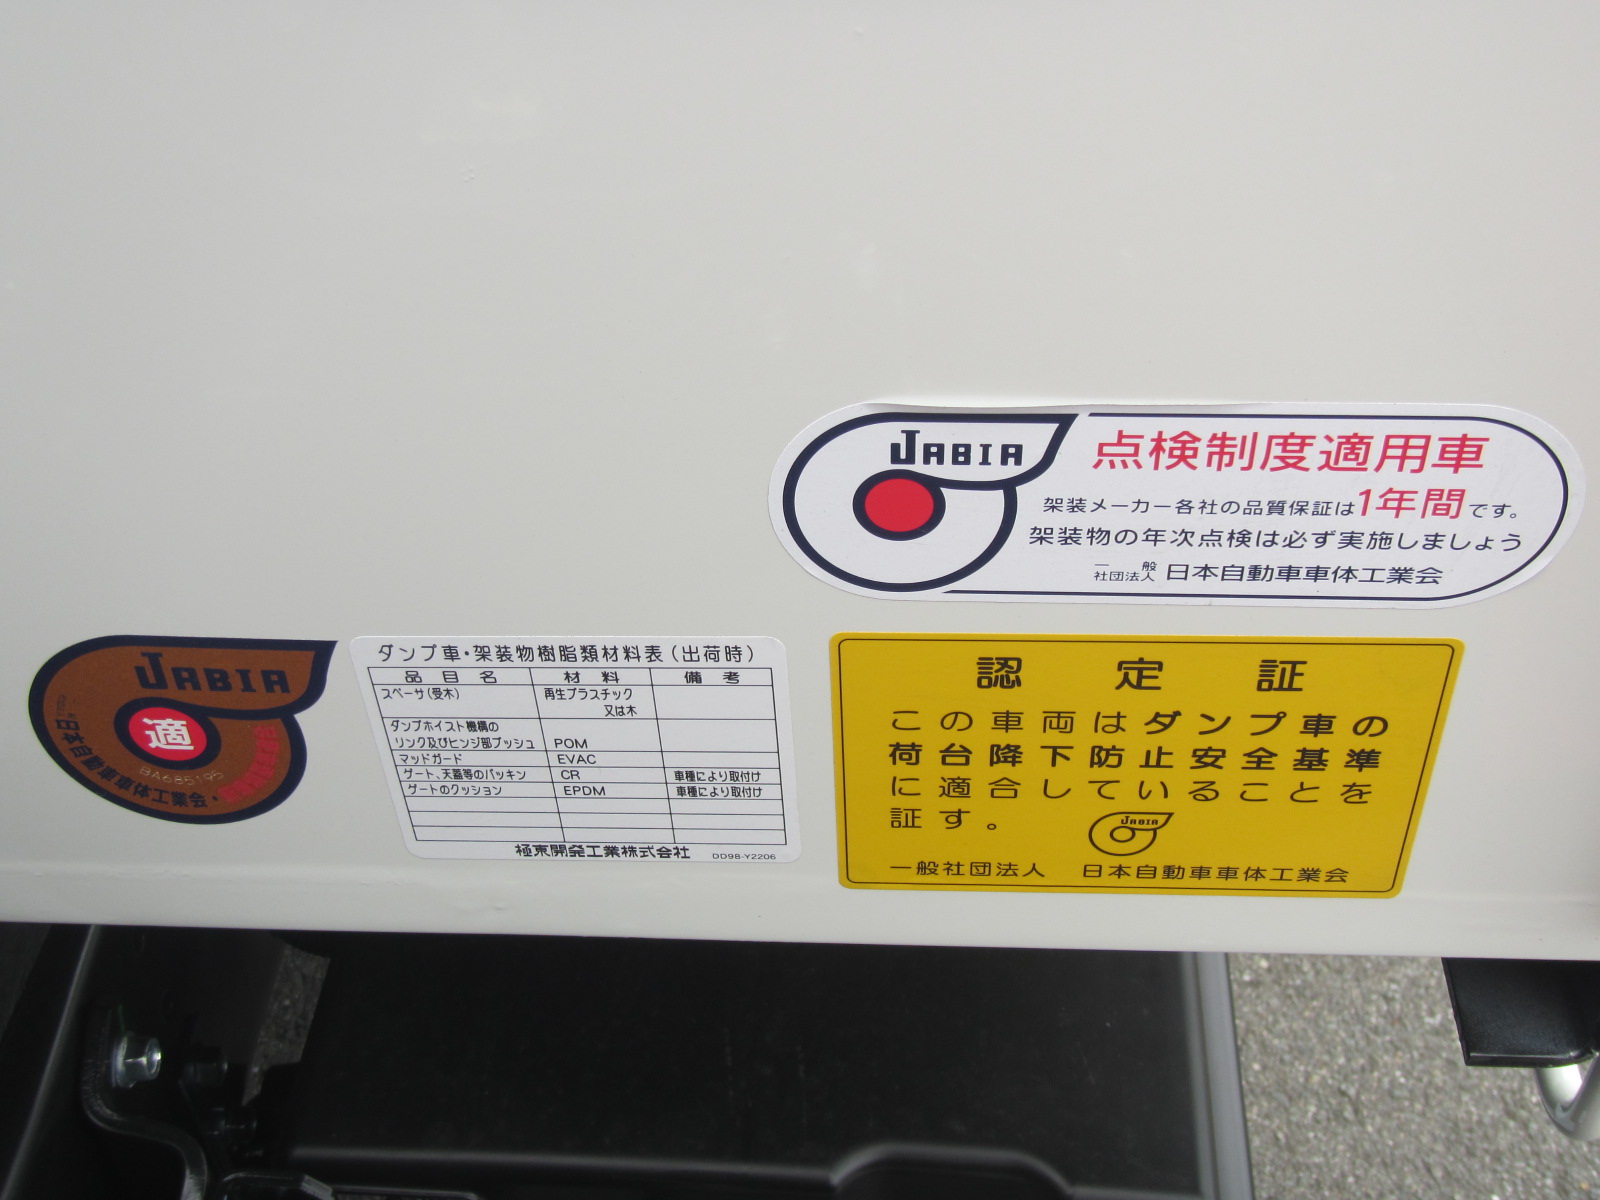 JABIA
点検制度適用車
架装メーカー各社の品質保証は1年間です。
架装物の年次点検は必ず実施しましょう
一般社団法人 日本自動車車体工業会
JABIA
適
BA685195
ダンプ車・架装物樹脂類材料表(出荷時)
品目名 材料 備考
スペーサ(受木) 再生プラスチック
又は木
ダンプホイスト機構の
リンク及びヒンジ部ブッシュ POM
マッドガード EVAC
ゲート、天蓋等のパッキン CR 車種により取付け
ゲートのクッション EPDM 車種により取付け
極東開発工業株式会社 DD98-Y2206
認定証
この車両はダンプ車の
荷台降下防止安全基準
に適合していることを
証す。
JABIA
一般社団法人 日本自動車車体工業会